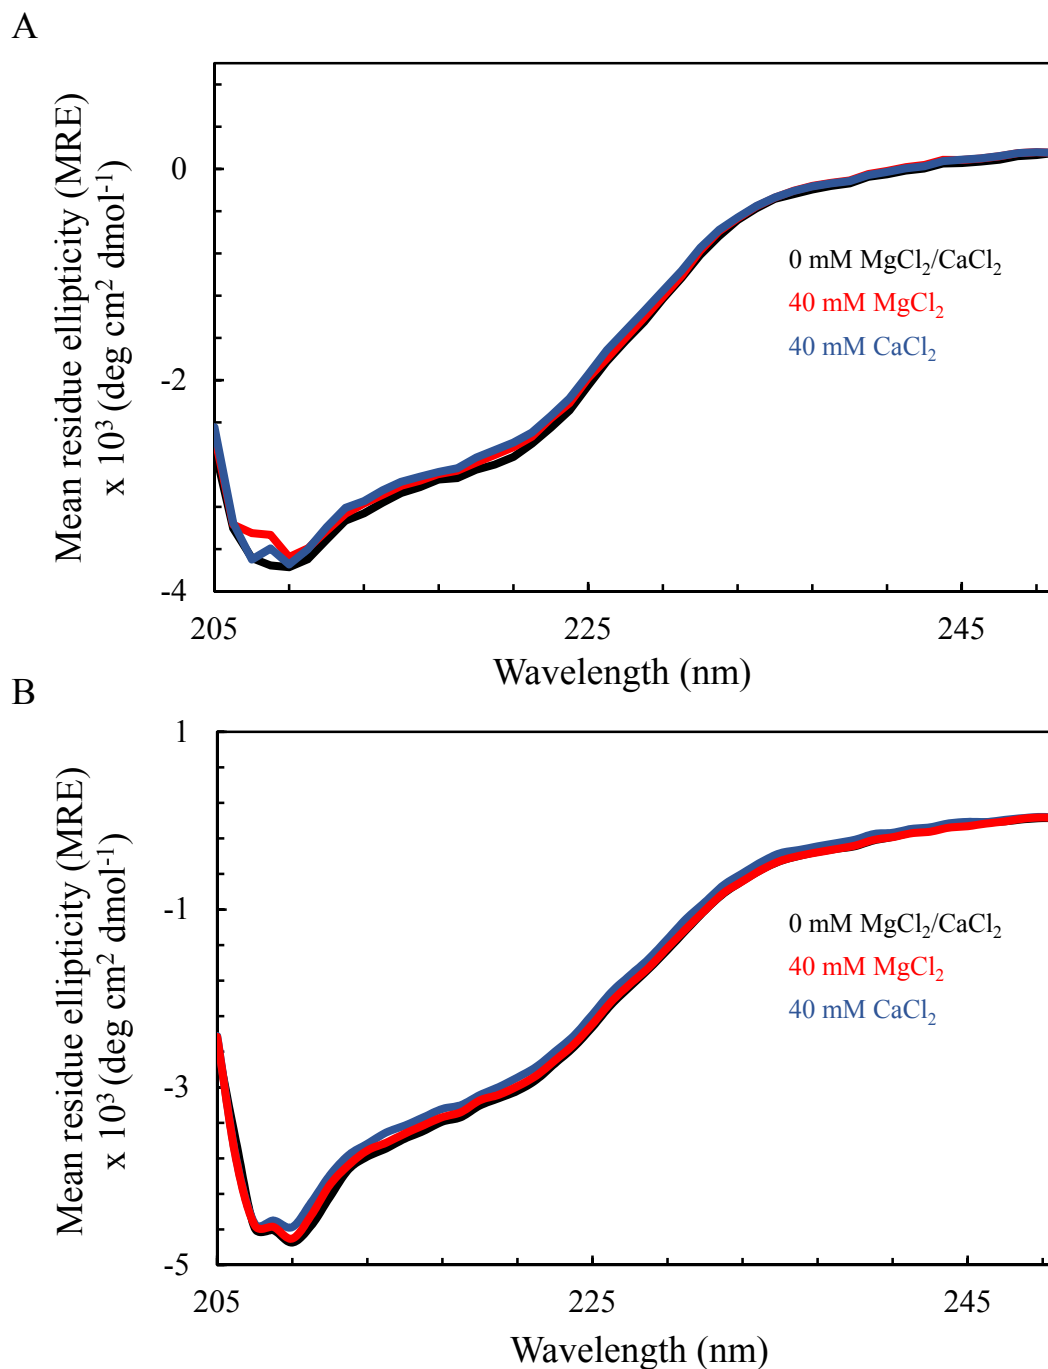 A
Mean residue ellipticity (MRE)
x 10³ (deg cm² dmol⁻¹)
0
-2
-4
0 mM MgCl₂/CaCl₂
40 mM MgCl₂
40 mM CaCl₂
205
225
245
Wavelength (nm)
B
Mean residue ellipticity (MRE)
x 10³ (deg cm² dmol⁻¹)
1
-1
-3
-5
0 mM MgCl₂/CaCl₂
40 mM MgCl₂
40 mM CaCl₂
205
225
245
Wavelength (nm)